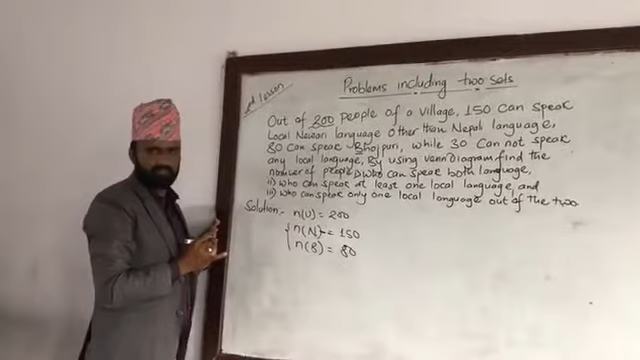 Problems including two sets
lesson
Out of 200 people of a village, 150 can speak
Local Newari language other than Nepali language,
80 can speak Bhojpuri, while 30 can not speak
any local language, By using venn Diagram find the
number of people i) who can speak both language,
ii) who can speak at least one local language, and
iii) who can speak only one local language out of the two
Solution:- n(U) = 200
n(N) = 150
n(B) = 80